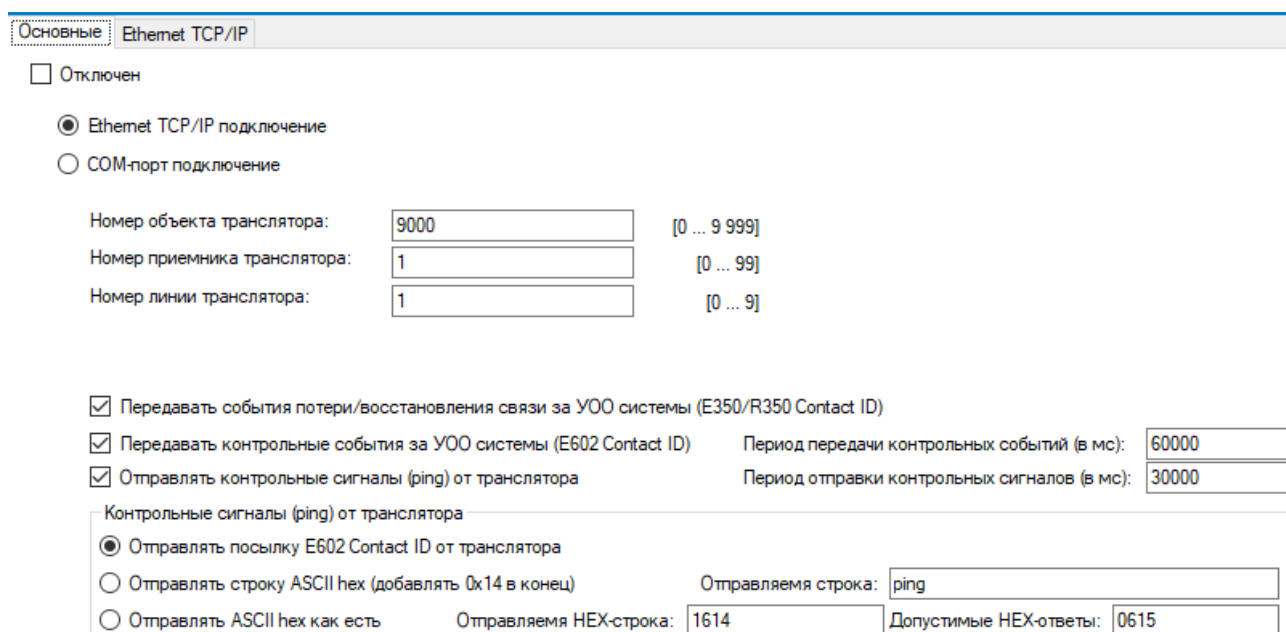 Основные Ethernet TCP/IP
Отключен
Ethernet TCP/IP подключение
COM-порт подключение
Номер объекта транслятора: 9000 [0 ... 9 999]
Номер приемника транслятора: 1 [0 ... 99]
Номер линии транслятора: 1 [0 ... 9]
Передавать события потери/восстановления связи за УОО системы (E350/R350 Contact ID)
Передавать контрольные события за УОО системы (E602 Contact ID) Период передачи контрольных событий (в мс): 60000
Отправлять контрольные сигналы (ping) от транслятора Период отправки контрольных сигналов (в мс): 30000
Контрольные сигналы (ping) от транслятора
Отправлять посылку E602 Contact ID от транслятора
Отправлять строку ASCII hex (добавлять 0x14 в конец) Отправляемя строка: ping
Отправлять ASCII hex как есть Отправляемя HEX-строка: 1614 Допустимые HEX-ответы: 0615